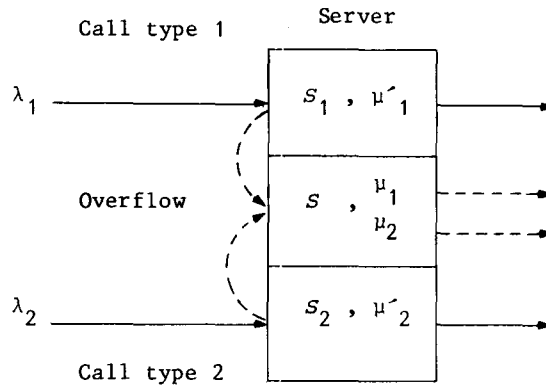 Server
Call type 1
λ₁
S₁ , μ´₁
Overflow
S , μ₁
μ₂
λ₂
S₂ , μ´₂
Call type 2